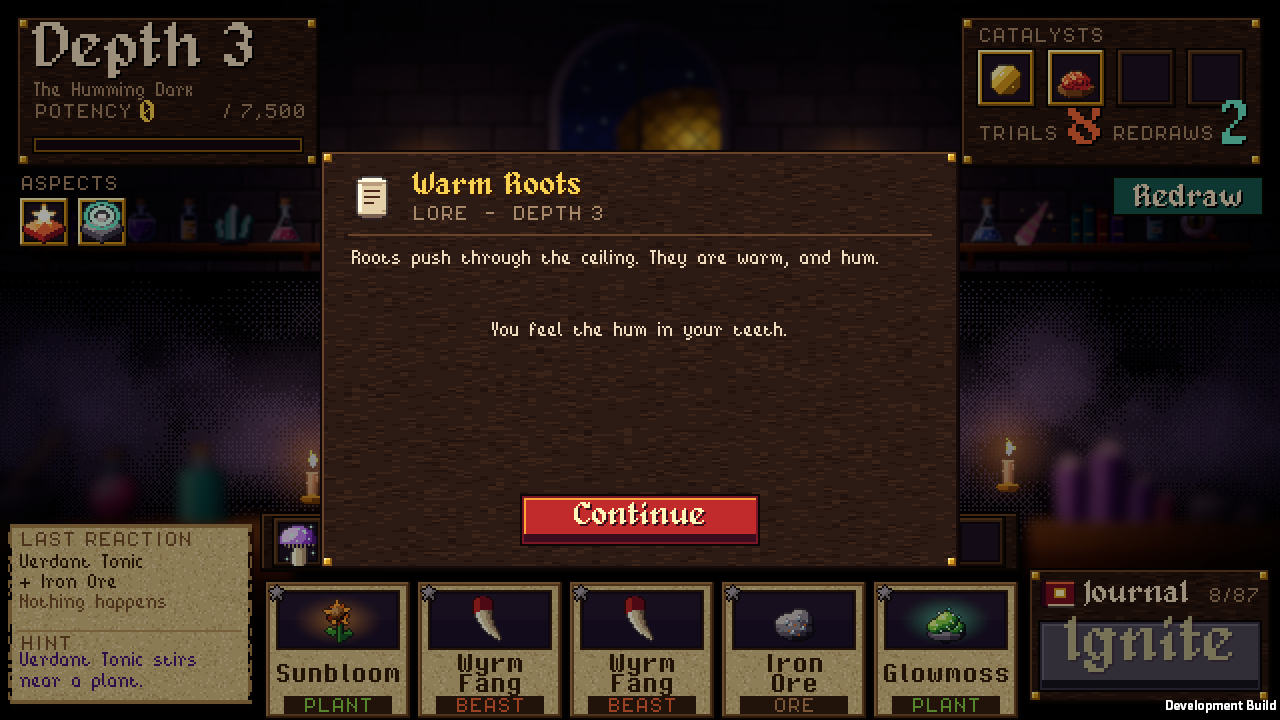 Depth 3
The Humming Dark
POTENCY 0 / 7,500
ASPECTS
CATALYSTS
TRIALS 8 REDRAWS 2
Redraw
Warm Roots
LORE - DEPTH 3
Roots push through the ceiling. They are warm, and hum.
You feel the hum in your teeth.
Continue
LAST REACTION
Verdant Tonic
+ Iron Ore
Nothing happens
HINT
Verdant Tonic stirs
near a plant.
Sunbloom
PLANT
Wyrm
Fang
BEAST
Wyrm
Fang
BEAST
Iron
Ore
ORE
Glowmoss
PLANT
Journal 8/87
Ignite
Development Build